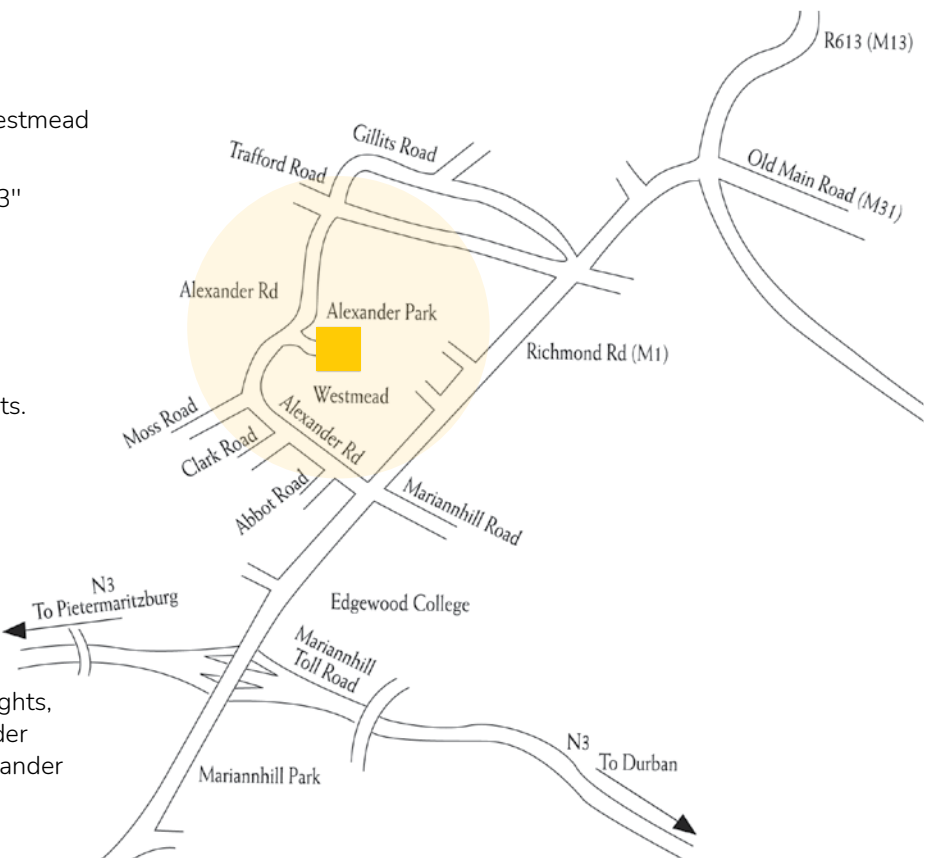 R613 (M13)
estmead
Gillits Road
Trafford Road
Old Main Road (M31)
3"
Alexander Rd
Alexander Park
Richmond Rd (M1)
Westmead
ts.
Moss Road
Alexander Rd
Clark Road
Abbot Road
Mariannhill Road
N3
To Pietermaritzburg
Edgewood College
Mariannhill
Toll Road
ghts,
der
ander
N3
To Durban
Mariannhill Park